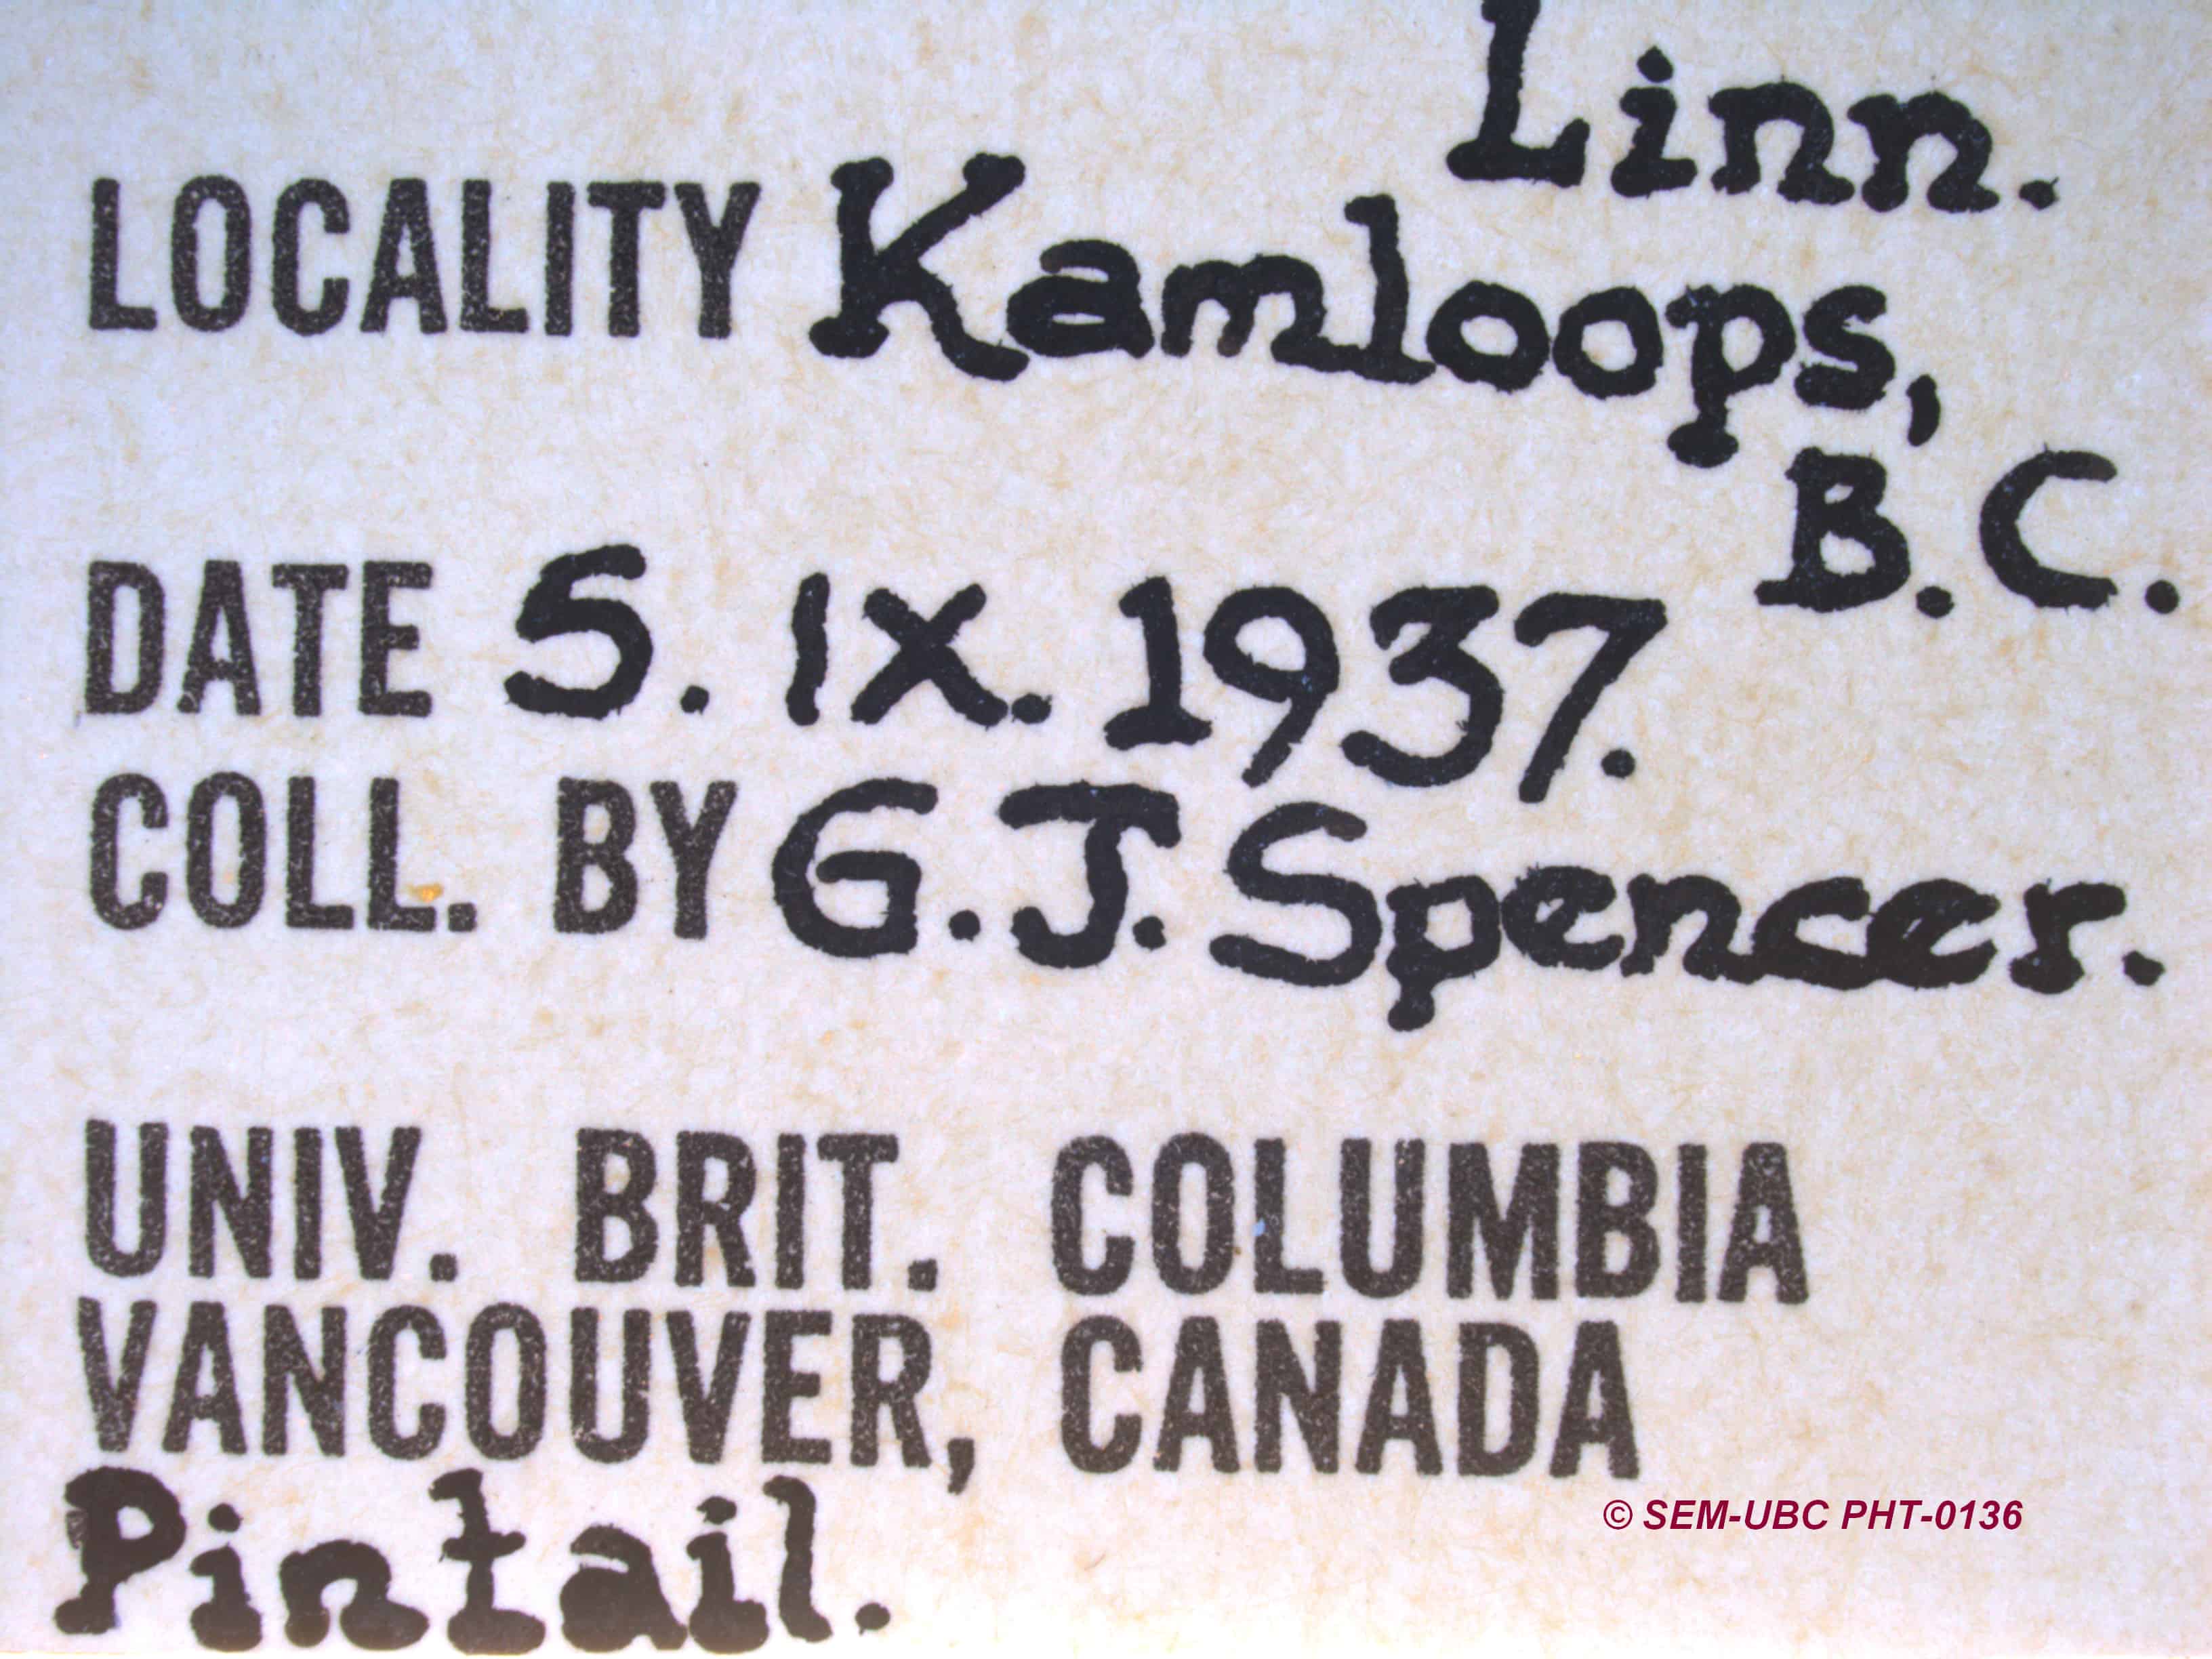 Linn.
LOCALITY Kamloops,
B.C.
DATE 5. IX. 1937.
COLL. BY G. J. Spencer.
UNIV. BRIT. COLUMBIA
VANCOUVER, CANADA
Pintail.
© SEM-UBC PHT-0136